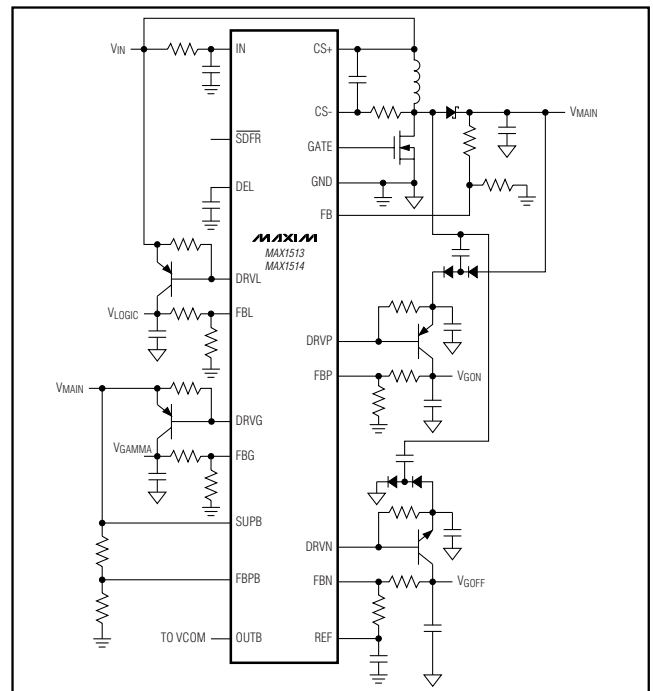 VIN
IN
SDFR
DEL
MAXIM
MAX1513
MAX1514
DRVL
VLOGIC
FBL
VMAIN
DRVG
VGAMMA
FBG
SUPB
FBPB
TO VCOM
OUTB
CS+
CS-
VMAIN
GATE
GND
FB
DRVP
FBP
VGON
DRVN
FBN
VGOFF
REF